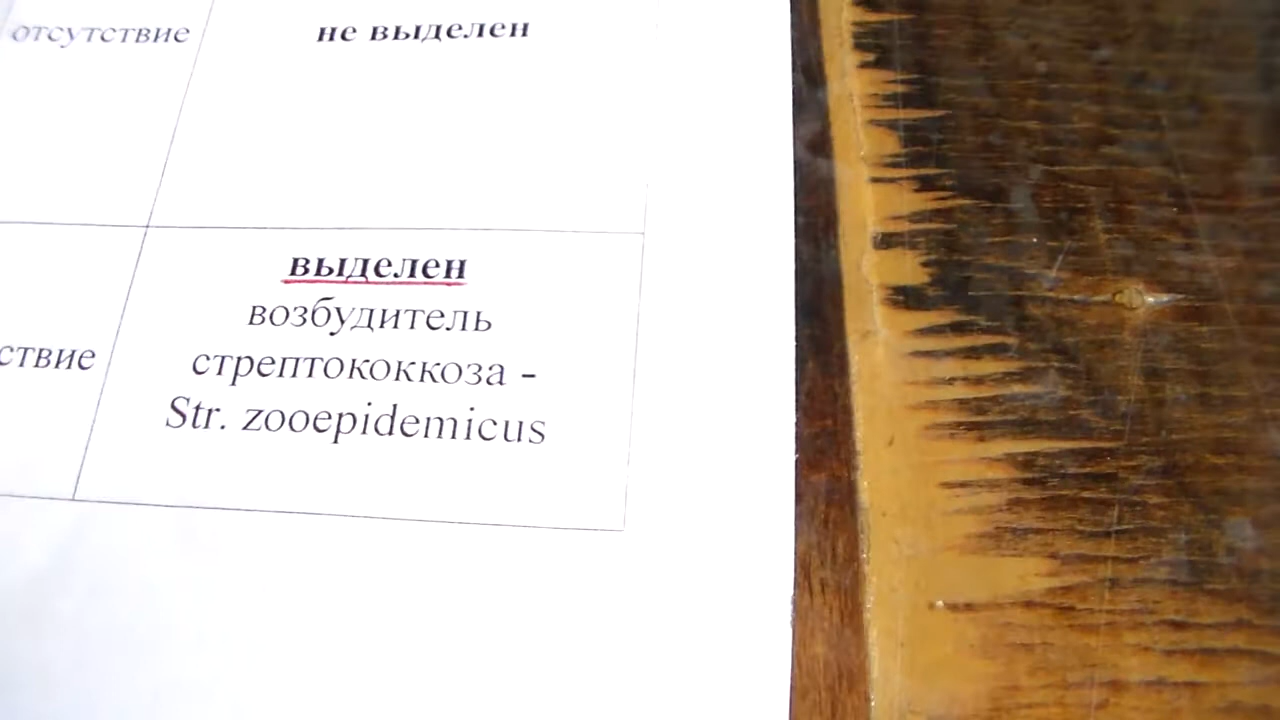 отсутствие
не выделен
выделен
возбудитель
ствие
стрептококкоза -
Str. zooepidemicus